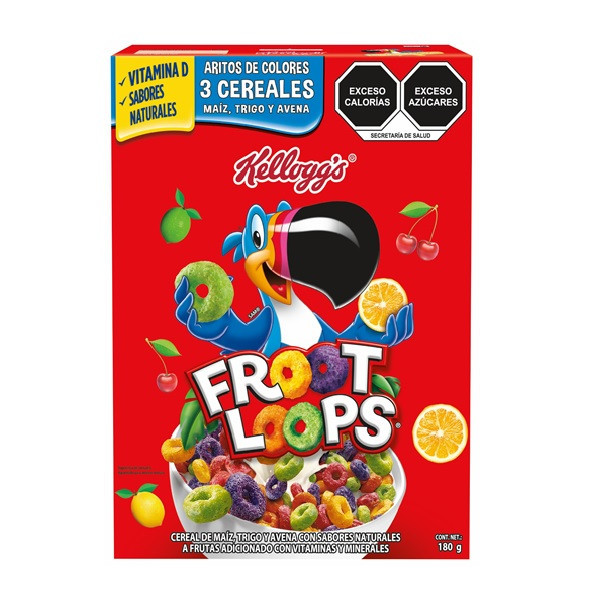 VITAMINA D
SABORES
NATURALES
ARITOS DE COLORES
3 CEREALES
MAÍZ, TRIGO Y AVENA
EXCESO
CALORÍAS
EXCESO
AZÚCARES
SECRETARÍA DE SALUD
Kellogg's®
SAM®
FROOT
LOOPS®
CEREAL DE MAÍZ, TRIGO Y AVENA CON SABORES NATURALES
A FRUTAS ADICIONADO CON VITAMINAS Y MINERALES
CONT. NET.:
180 g